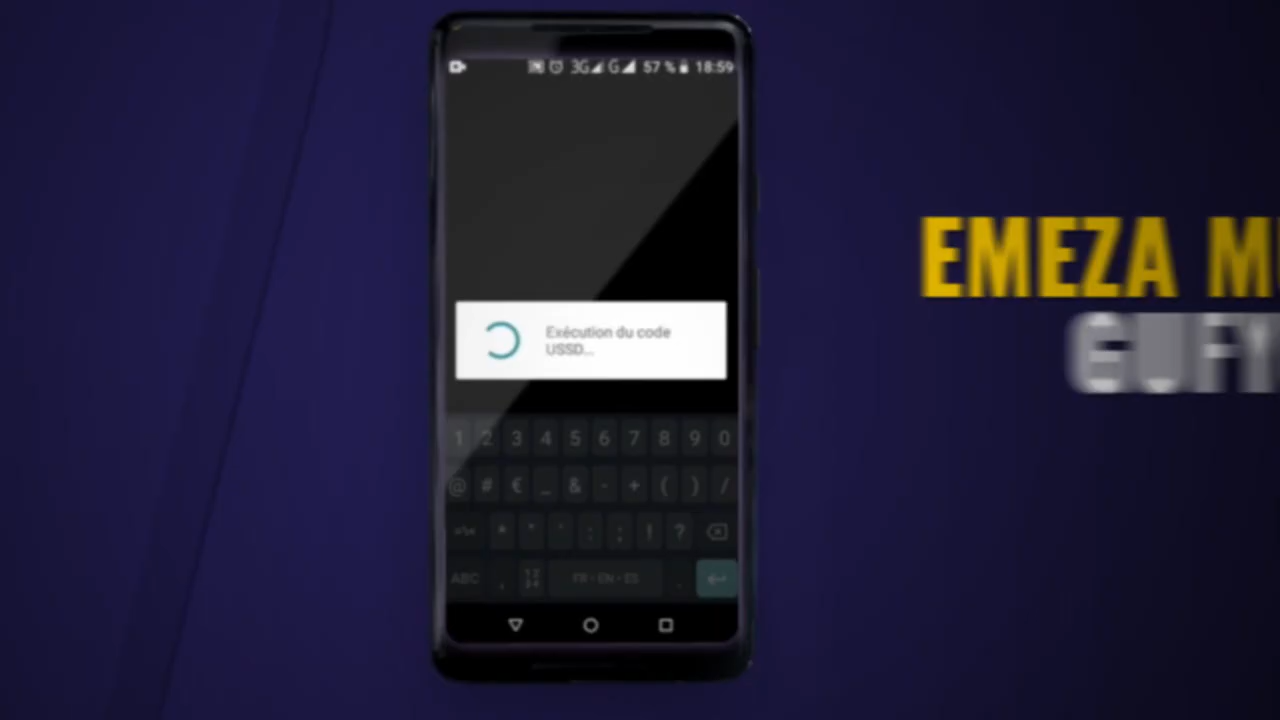 3G G 57 % 18:59
Exécution du code
USSD...
1 2 3 4 5 6 7 8 9 0
@ # € _ & - + ( ) /
* " ' : ; ! ?
ABC , FR • EN • ES .
EMEZA